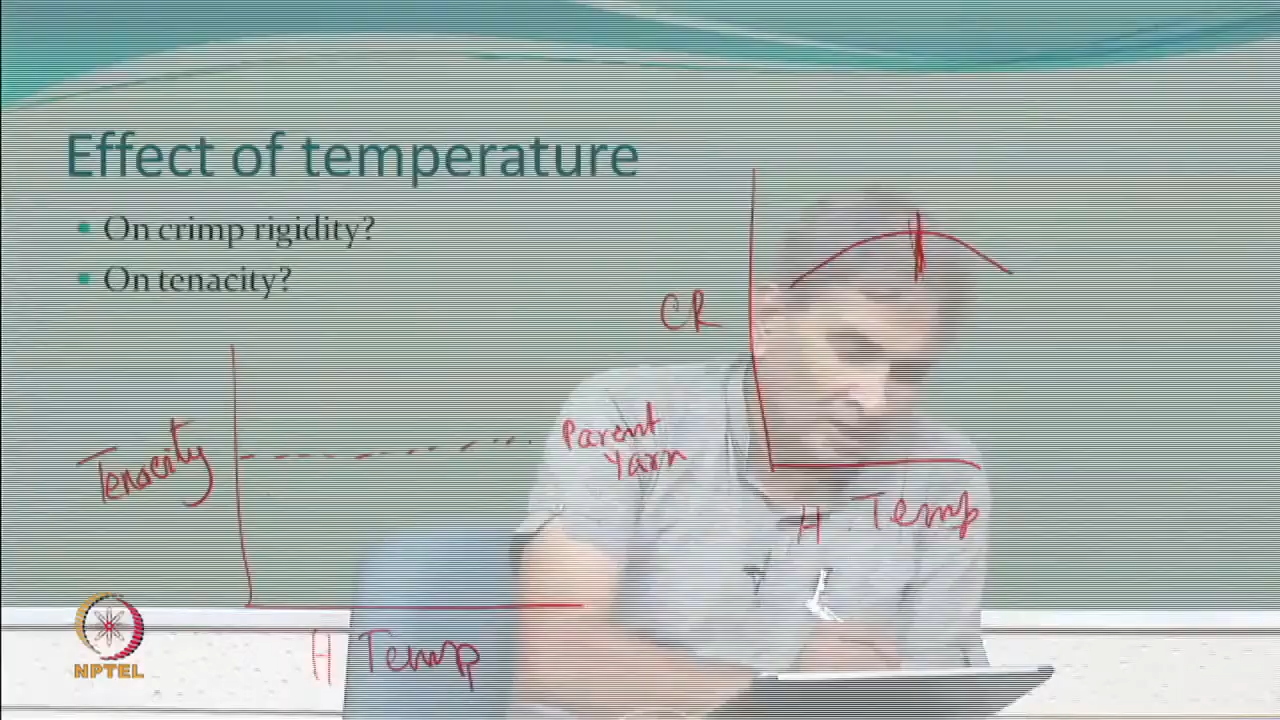 Effect of temperature
• On crimp rigidity?
• On tenacity?
CR
H. Temp
Tenacity
Parent
Yarn
H Temp
NPTEL